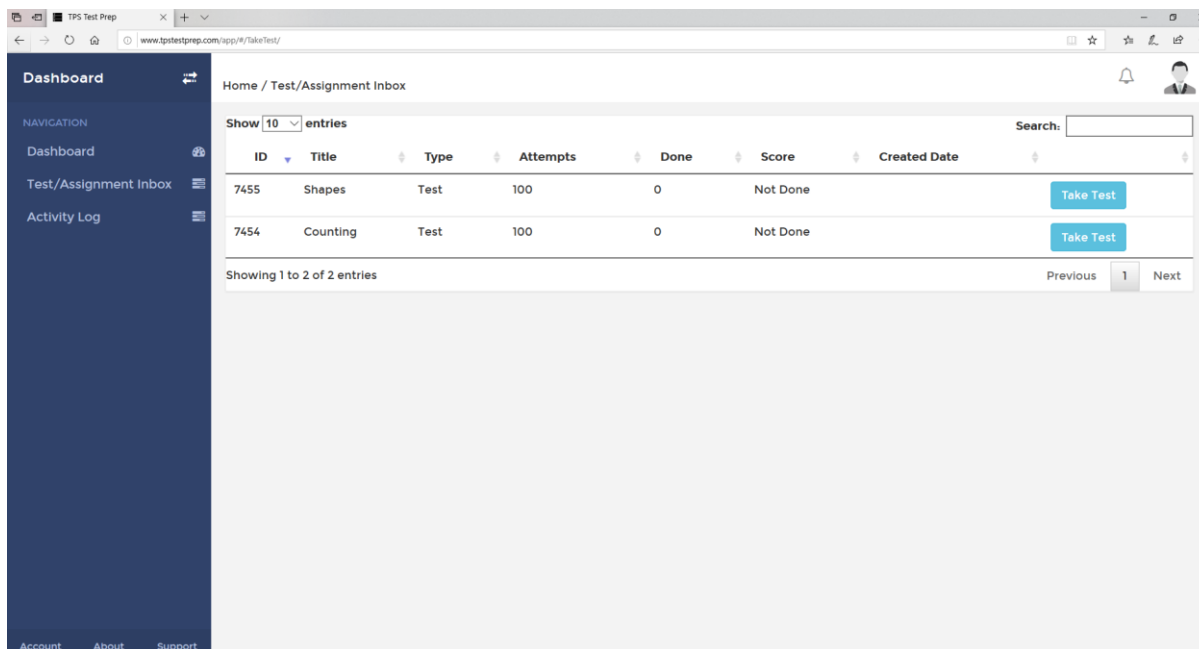 TPS Test Prep
www.tpstestprep.com/app/#/TakeTest/
Dashboard
Home / Test/Assignment Inbox
NAVIGATION
Dashboard
Test/Assignment Inbox
Activity Log
Show 10 entries
Search:
ID Title Type Attempts Done Score Created Date
7455 Shapes Test 100 0 Not Done Take Test
7454 Counting Test 100 0 Not Done Take Test
Showing 1 to 2 of 2 entries
Previous 1 Next
Account About Support